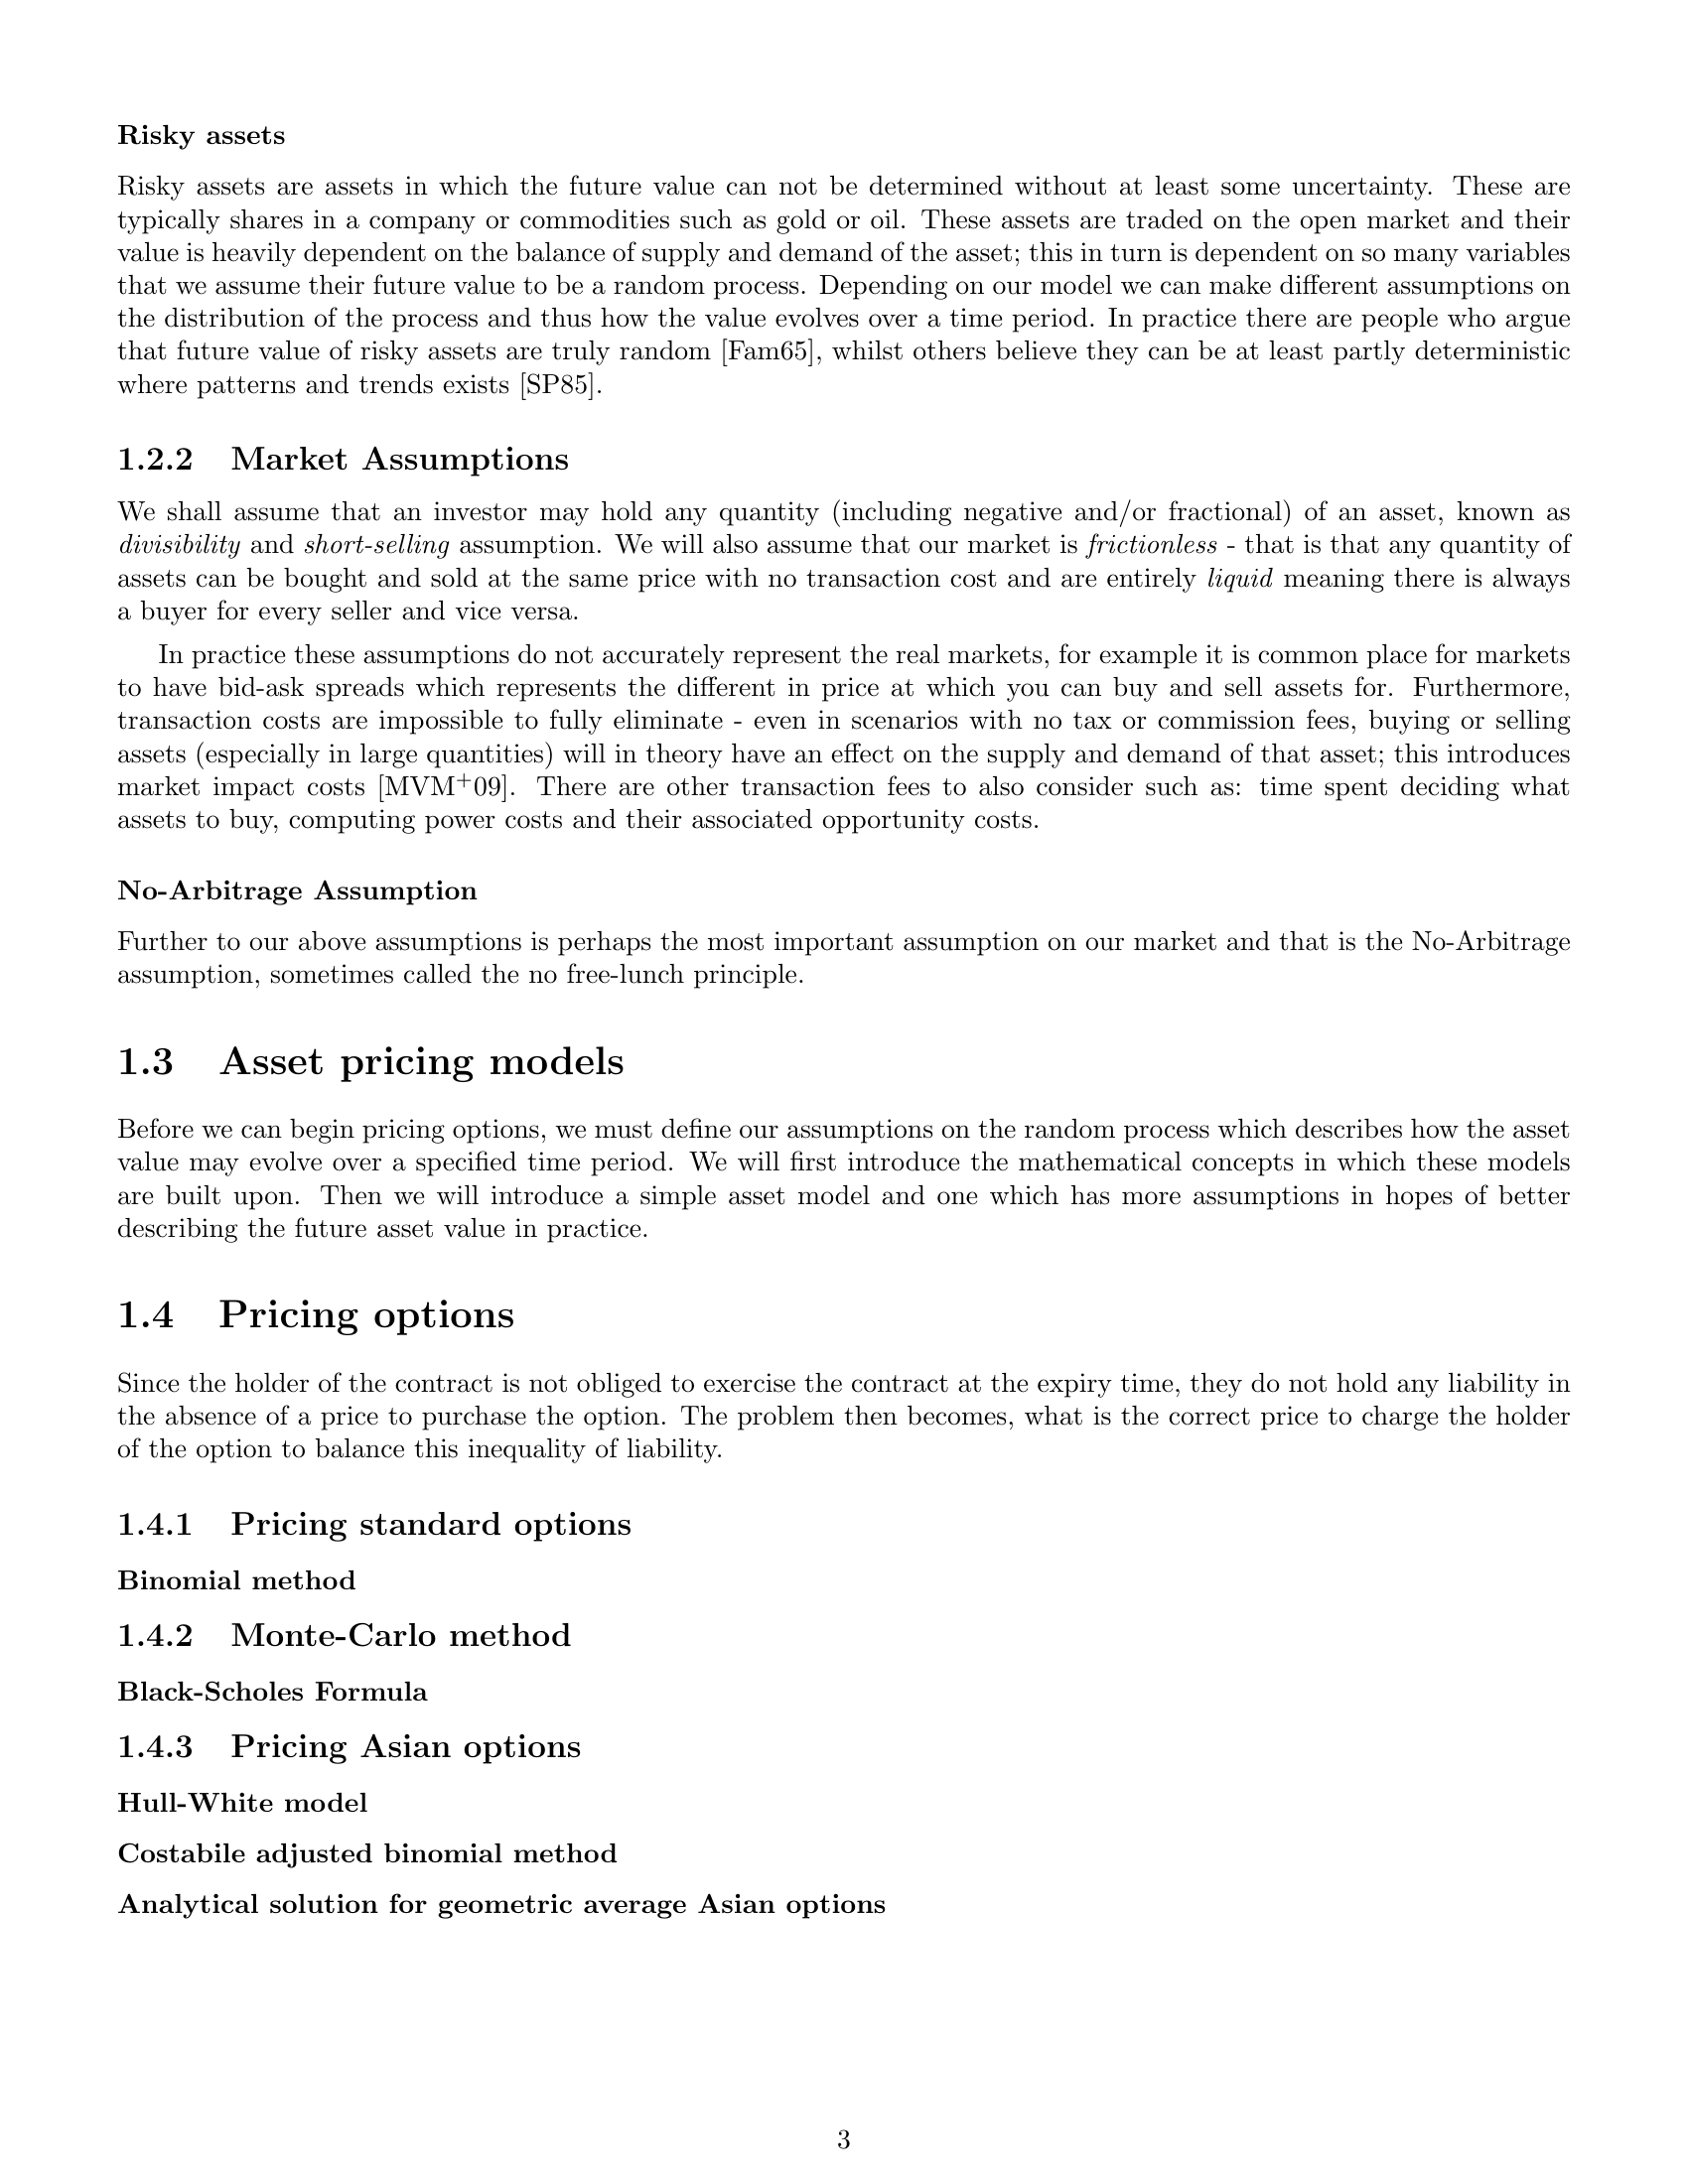 Risky assets
Risky assets are assets in which the future value can not be determined without at least some uncertainty. These are
typically shares in a company or commodities such as gold or oil. These assets are traded on the open market and their
value is heavily dependent on the balance of supply and demand of the asset; this in turn is dependent on so many variables
that we assume their future value to be a random process. Depending on our model we can make different assumptions on
the distribution of the process and thus how the value evolves over a time period. In practice there are people who argue
that future value of risky assets are truly random [Fam65], whilst others believe they can be at least partly deterministic
where patterns and trends exists [SP85].
1.2.2 Market Assumptions
We shall assume that an investor may hold any quantity (including negative and/or fractional) of an asset, known as
divisibility and short-selling assumption. We will also assume that our market is frictionless - that is that any quantity of
assets can be bought and sold at the same price with no transaction cost and are entirely liquid meaning there is always
a buyer for every seller and vice versa.
In practice these assumptions do not accurately represent the real markets, for example it is common place for markets
to have bid-ask spreads which represents the different in price at which you can buy and sell assets for. Furthermore,
transaction costs are impossible to fully eliminate - even in scenarios with no tax or commission fees, buying or selling
assets (especially in large quantities) will in theory have an effect on the supply and demand of that asset; this introduces
market impact costs [MVM+09]. There are other transaction fees to also consider such as: time spent deciding what
assets to buy, computing power costs and their associated opportunity costs.
No-Arbitrage Assumption
Further to our above assumptions is perhaps the most important assumption on our market and that is the No-Arbitrage
assumption, sometimes called the no free-lunch principle.
1.3 Asset pricing models
Before we can begin pricing options, we must define our assumptions on the random process which describes how the asset
value may evolve over a specified time period. We will first introduce the mathematical concepts in which these models
are built upon. Then we will introduce a simple asset model and one which has more assumptions in hopes of better
describing the future asset value in practice.
1.4 Pricing options
Since the holder of the contract is not obliged to exercise the contract at the expiry time, they do not hold any liability in
the absence of a price to purchase the option. The problem then becomes, what is the correct price to charge the holder
of the option to balance this inequality of liability.
1.4.1 Pricing standard options
Binomial method
1.4.2 Monte-Carlo method
Black-Scholes Formula
1.4.3 Pricing Asian options
Hull-White model
Costabile adjusted binomial method
Analytical solution for geometric average Asian options
3